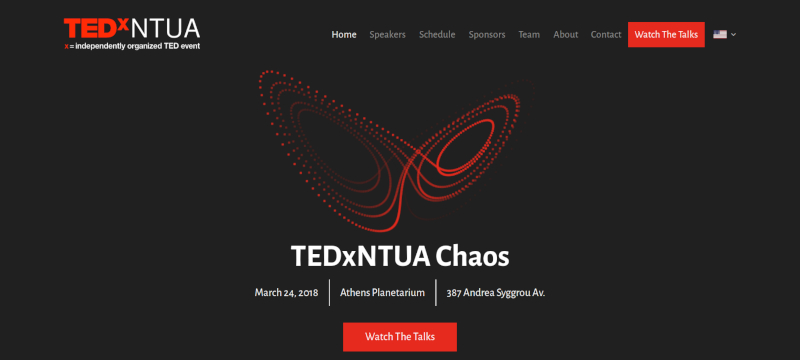 TEDxNTUA
x = independently organized TED event
Home Speakers Schedule Sponsors Team About Contact Watch The Talks
TEDxNTUA Chaos
March 24, 2018 Athens Planetarium 387 Andrea Syggrou Av.
Watch The Talks